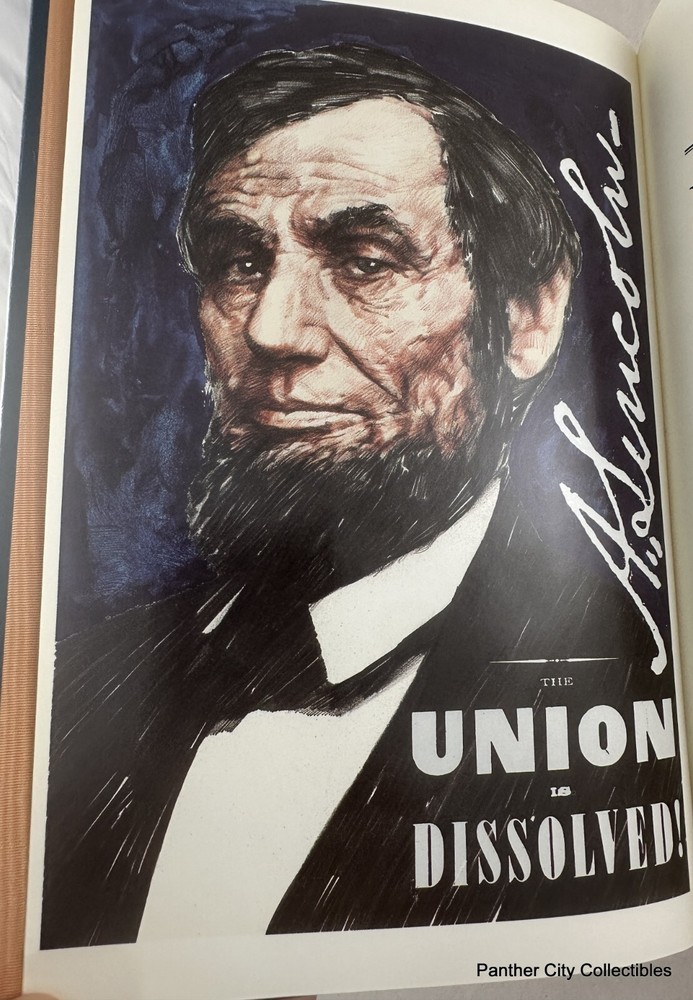 A. Lincoln
THE
UNION
IS
DISSOLVED!
Panther City Collectibles